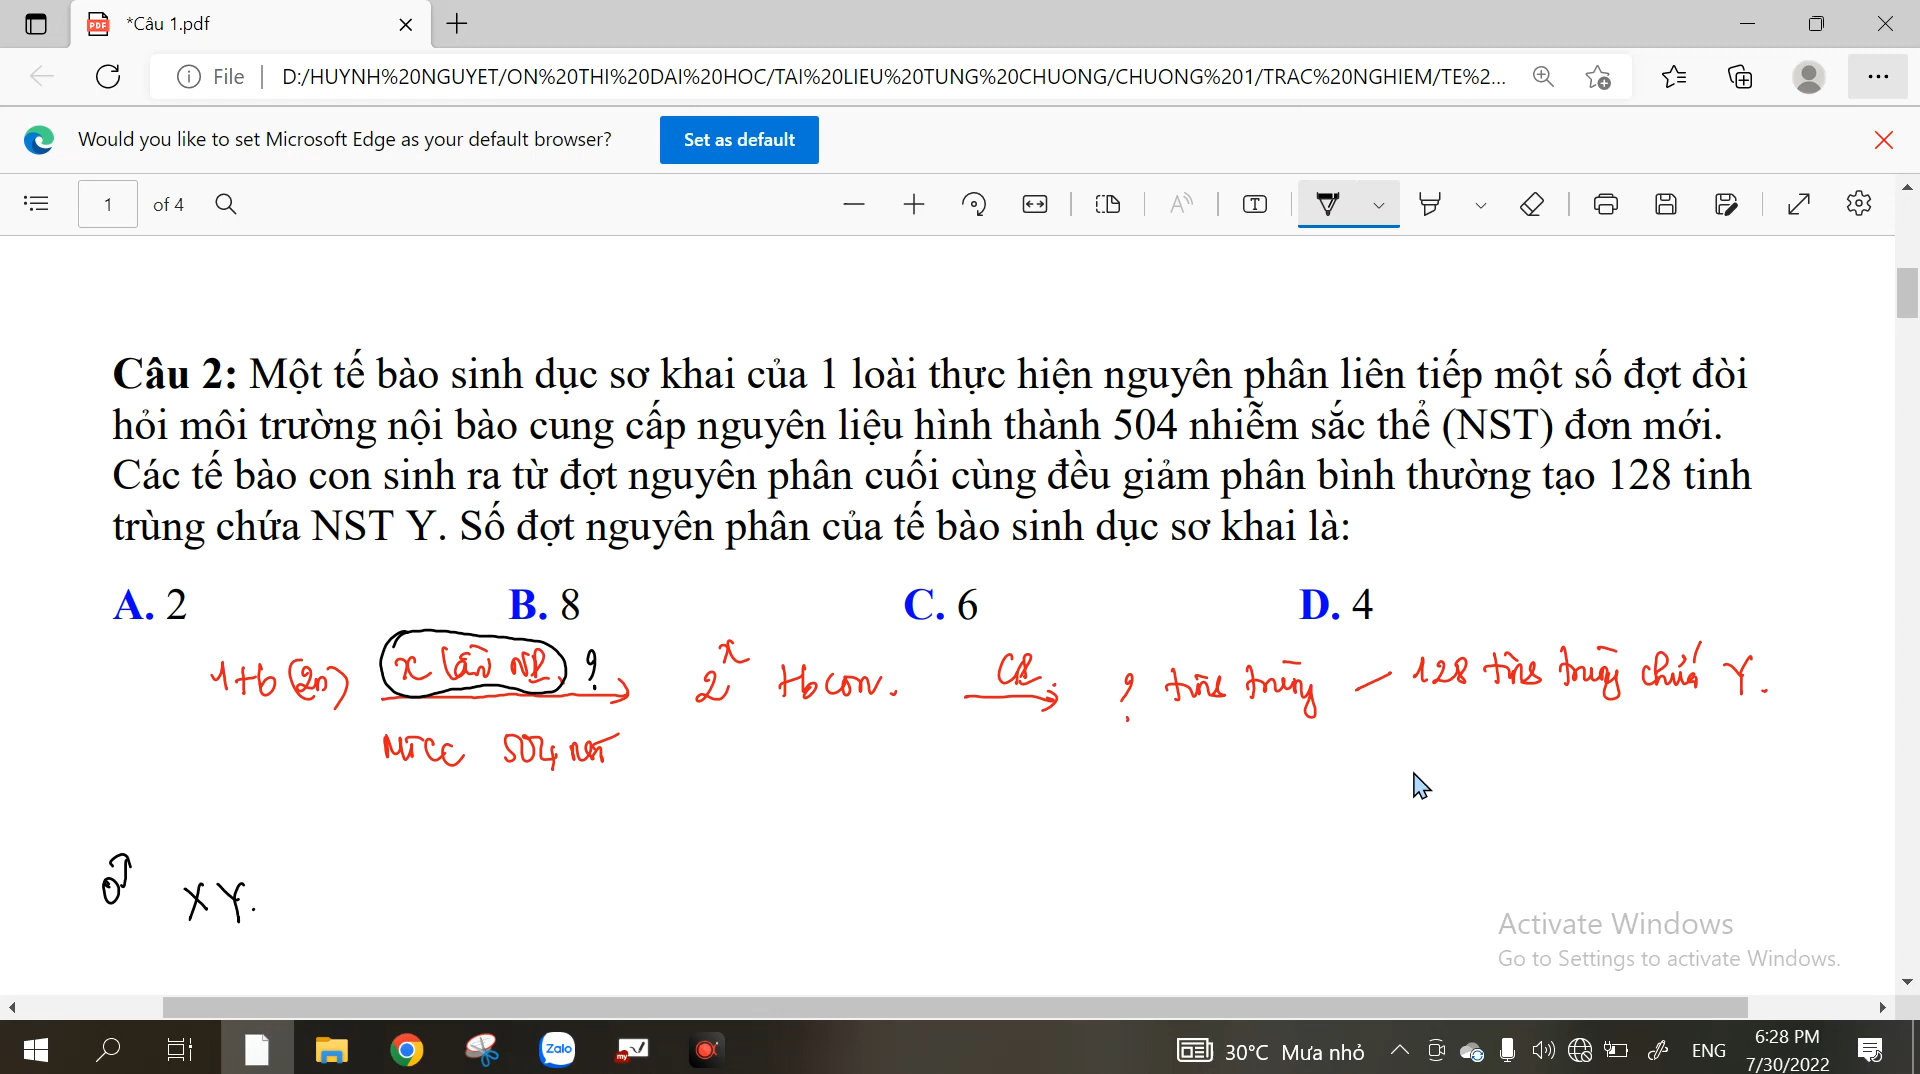 *Câu 1.pdf
File D:/HUYNH%20NGUYET/ON%20THI%20DAI%20HOC/TAI%20LIEU%20TUNG%20CHUONG/CHUONG%201/TRAC%20NGHIEM/TE%2...
Would you like to set Microsoft Edge as your default browser? Set as default
1 of 4
Câu 2: Một tế bào sinh dục sơ khai của 1 loài thực hiện nguyên phân liên tiếp một số đợt đòi
hỏi môi trường nội bào cung cấp nguyên liệu hình thành 504 nhiễm sắc thể (NST) đơn mới.
Các tế bào con sinh ra từ đợt nguyên phân cuối cùng đều giảm phân bình thường tạo 128 tinh
trùng chứa NST Y. Số đợt nguyên phân của tế bào sinh dục sơ khai là:
A. 2 B. 8 C. 6 D. 4
1 tb (2n) x lần NP ? 2^x tb con. GP. ? tinh trùng – 128 tinh trùng chứa Y.
MTCC 504 NST
♂ XY.
Activate Windows
Go to Settings to activate Windows.
Zalo my 30°C Mưa nhỏ ENG 6:28 PM
7/30/2022